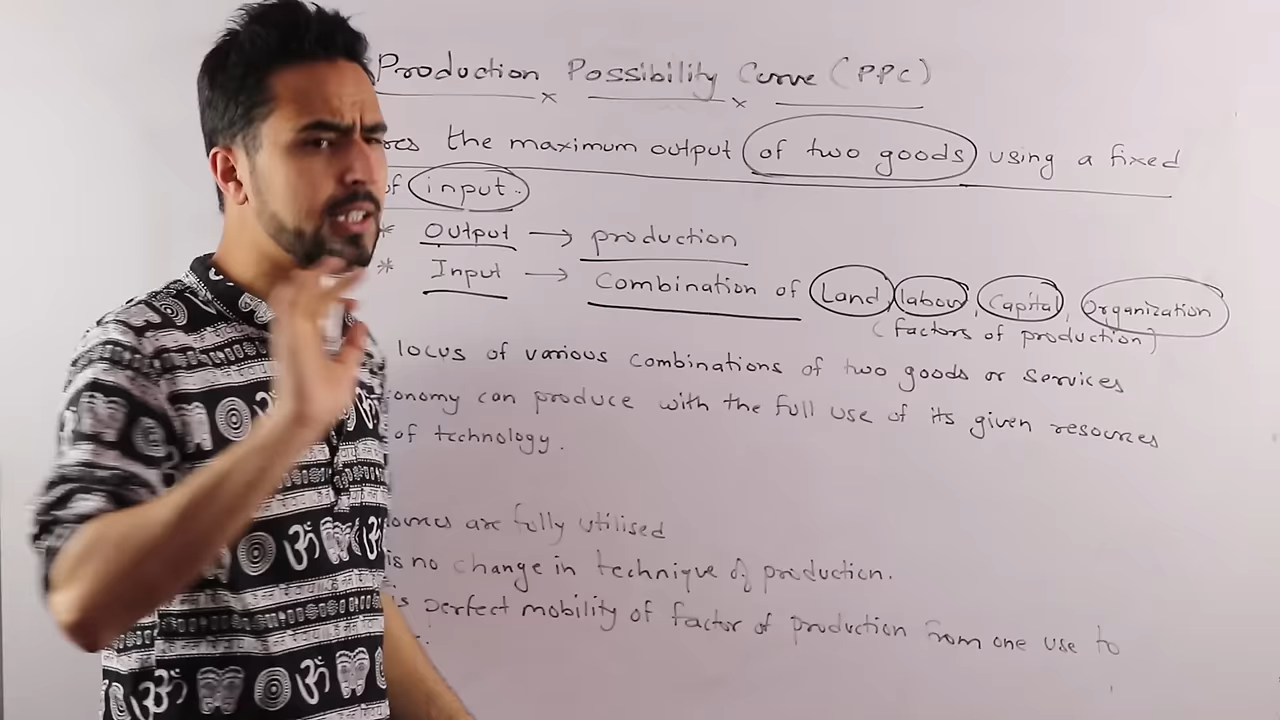 Production Possibility Curve (PPC)
the maximum output of two goods using a fixed
input.
* Output → production
* Input → Combination of Land, labour, Capital, Organization
(factors of production)
locus of various combinations of two goods or services
can produce with the full use of its given resources
of technology.
are fully utilised
is no change in technique of production.
perfect mobility of factor of production from one use to